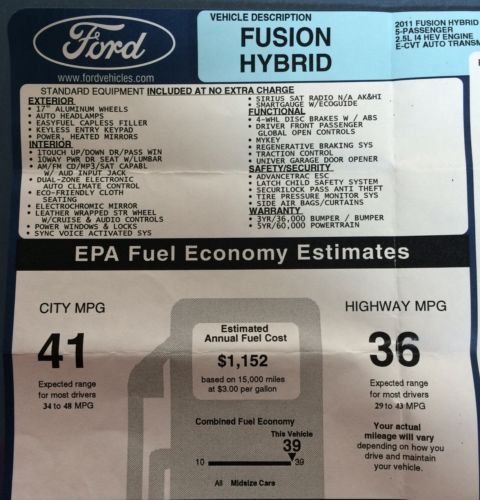 Ford
www.fordvehicles.com
VEHICLE DESCRIPTION
FUSION
HYBRID
2011 FUSION HYBRID
5-PASSENGER
2.5L I4 HEV ENGINE
E-CVT AUTO TRANSM
STANDARD EQUIPMENT INCLUDED AT NO EXTRA CHARGE
EXTERIOR
• 17" ALUMINUM WHEELS
• AUTO HEADLAMPS
• EASYFUEL CAPLESS FILLER
• KEYLESS ENTRY KEYPAD
• POWER, HEATED MIRRORS
INTERIOR
• 1TOUCH UP/DOWN DR/PASS WIN
• 10WAY PWR DR SEAT W/LUMBAR
• AM/FM CD/MP3/SAT CAPABL
W/ AUD INPUT JACK
• DUAL-ZONE ELECTRONIC
AUTO CLIMATE CONTROL
• ECO-FRIENDLY CLOTH
SEATING
• ELECTROCHROMIC MIRROR
• LEATHER WRAPPED STR WHEEL
W/CRUISE & AUDIO CONTROLS
• POWER WINDOWS & LOCKS
• SYNC VOICE ACTIVATED SYS
• SIRIUS SAT RADIO N/A AK&HI
• SMARTGAUGE W/ECOGUIDE
FUNCTIONAL
• 4-WHL DISC BRAKES W / ABS
• DRIVER FRONT PASSENGER
GLOBAL OPEN CONTROLS
• MYKEY
• REGENERATIVE BRAKING SYS
• TRACTION CONTROL
• UNIVER GARAGE DOOR OPENER
SAFETY/SECURITY
• ADVANCETRAC ESC
• LATCH CHILD SAFETY SYSTEM
• SECURILOCK PASS ANTI THEFT
• TIRE PRESSURE MONITOR SYS
• SIDE AIR BAGS/CURTAINS
WARRANTY
• 3YR/36,000 BUMPER / BUMPER
• 5YR/60,000 POWERTRAIN
EPA Fuel Economy Estimates
CITY MPG
41
Expected range
for most drivers
34 to 48 MPG
Estimated
Annual Fuel Cost
$1,152
based on 15,000 miles
at $3.00 per gallon
Combined Fuel Economy
This Vehicle
39
10
39
All Midsize Cars
HIGHWAY MPG
36
Expected range
for most drivers
29 to 43 MPG
Your actual
mileage will vary
depending on how you
drive and maintain
your vehicle.